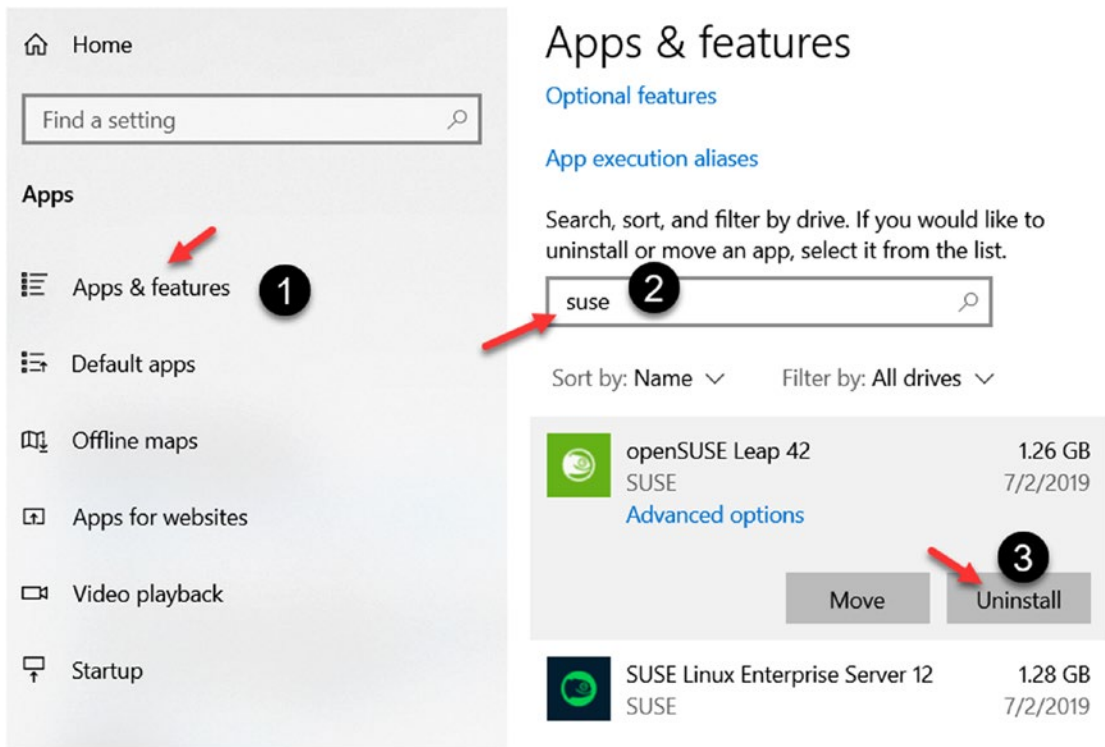 Home
Find a setting
Apps
Apps & features
1
Default apps
Offline maps
Apps for websites
Video playback
Startup
Apps & features
Optional features
App execution aliases
Search, sort, and filter by drive. If you would like to
uninstall or move an app, select it from the list.
suse
2
Sort by: Name
Filter by: All drives
openSUSE Leap 42 1.26 GB
SUSE 7/2/2019
Advanced options
3
Move Uninstall
SUSE Linux Enterprise Server 12 1.28 GB
SUSE 7/2/2019